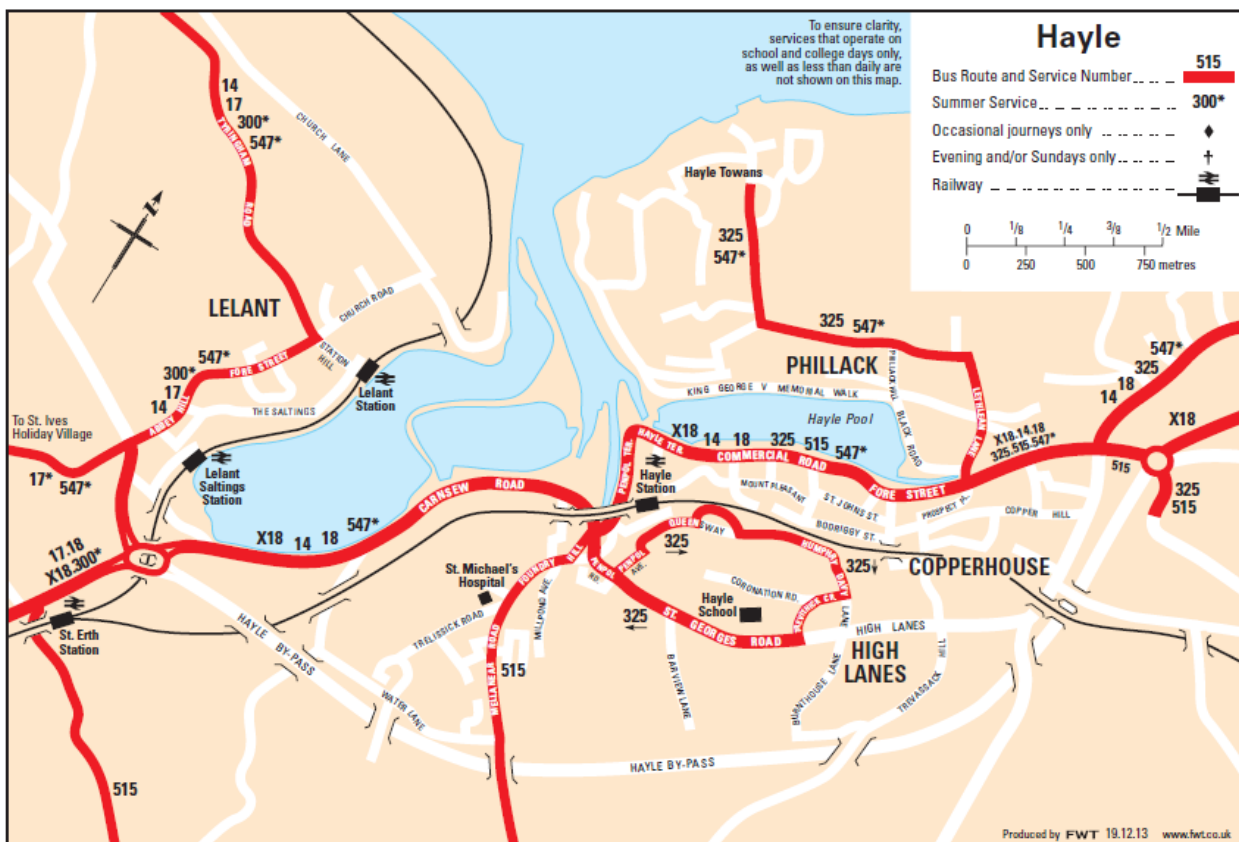 To ensure clarity,
services that operate on
school and college days only,
as well as less than daily are
not shown on this map.
Hayle
Bus Route and Service Number
515
Summer Service
300*
Occasional journeys only
♦
Evening and/or Sundays only
†
Railway
0 1/8 1/4 3/8 1/2 Mile
0 250 500 750 metres
14
17
300*
547*
TYRINGHAM
ROAD
CHURCH LANE
LELANT
CHURCH ROAD
STATION
HILL
547*
300*
17
14
FORE STREET
ABBEY HILL
THE SALTINGS
Lelant
Station
To St. Ives
Holiday Village
17* 547*
Lelant
Saltings
Station
17.18
X18.300*
St. Erth
Station
515
X18 14 18 547*
CARNSEW ROAD
HAYLE
BY-PASS
WATER LANE
St. Michael's
Hospital
TRELISSICK ROAD
MILLPOND AVE.
FOUNDRY HILL
MELLANEAR ROAD
515
Hayle Towans
325
547*
325 547*
PHILLACK
PHILLACK HILL
KING GEORGE V MEMORIAL WALK
Hayle Pool
BLACK ROAD
LETHLEAN LANE
PENPOL TER.
HAYLE TER.
X18 14 18 325 515 547*
COMMERCIAL ROAD
FORE STREET
X18.14.18
325.515.547*
547*
325
18
14
X18
515
325
515
Hayle
Station
MOUNT PLEASANT
ST. JOHNS ST.
BODRIGGY ST.
PROSPECT PL.
COPPER HILL
COPPERHOUSE
QUEENSWAY
325
PENPOL
RD.
PENPOL
AVE.
HUMPHRY DAVY
LANE
325
CORONATION RD.
Hayle
School
325
ST. GEORGES ROAD
HIGH LANES
HIGH
LANES
BARVIEW LANE
BURNTHOUSE LANE
TREVASSACK
HILL
HAYLE BY-PASS
Produced by FWT 19.12.13 www.fwt.co.uk